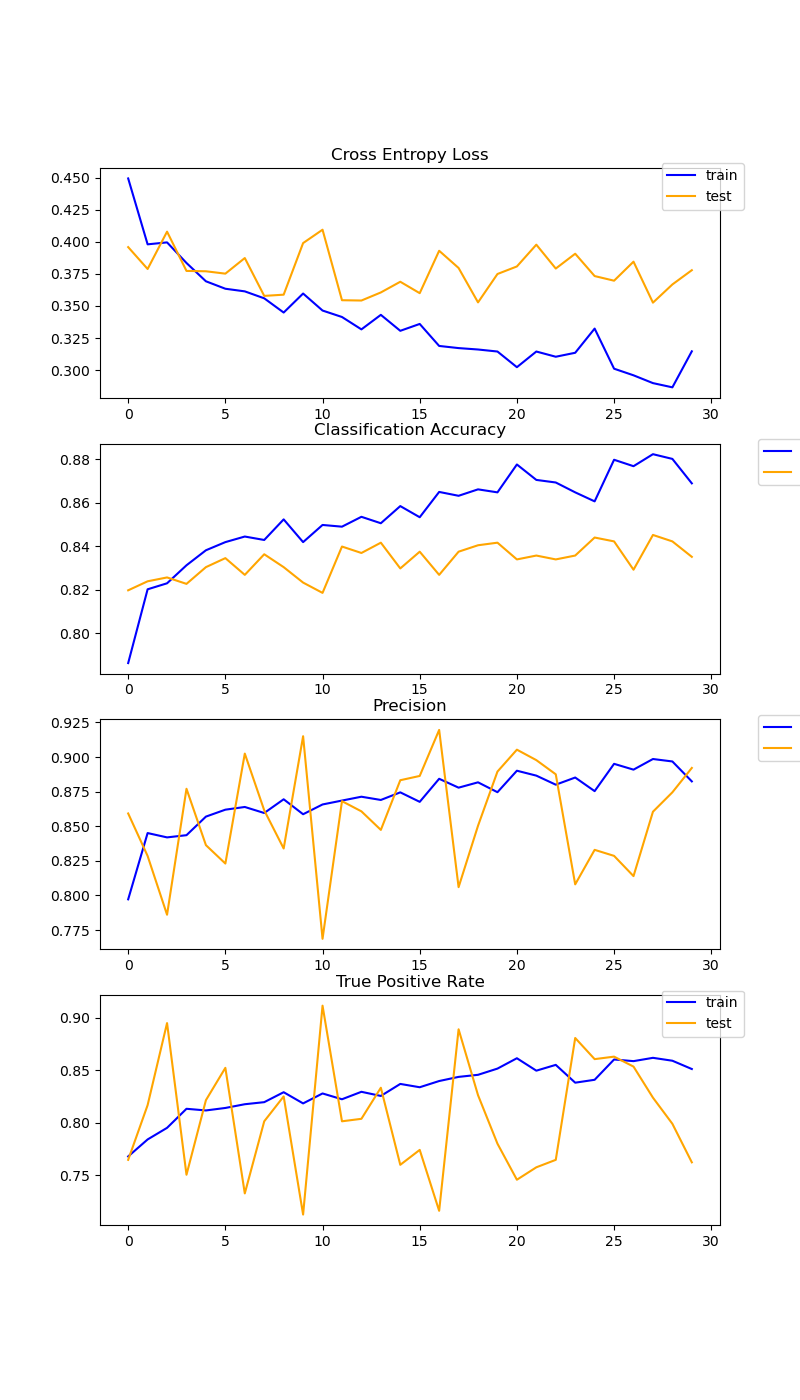 Cross Entropy Loss
train
test
0.450
0.425
0.400
0.375
0.350
0.325
0.300
0 5 10 15 20 25 30
Classification Accuracy
0.88
0.86
0.84
0.82
0.80
0 5 10 15 20 25 30
Precision
0.925
0.900
0.875
0.850
0.825
0.800
0.775
0 5 10 15 20 25 30
True Positive Rate
train
test
0.90
0.85
0.80
0.75
0 5 10 15 20 25 30